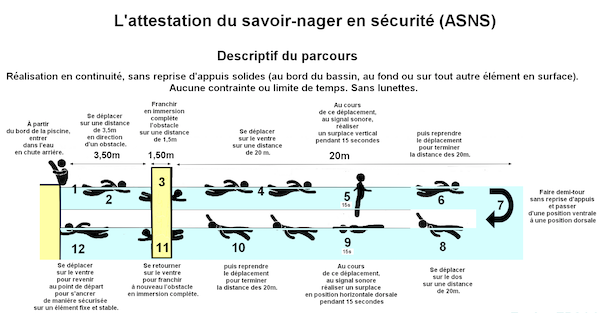 L'attestation du savoir-nager en sécurité (ASNS)
Descriptif du parcours
Réalisation en continuité, sans reprise d'appuis solides (au bord du bassin, au fond ou sur tout autre élément en surface).
Aucune contrainte ou limite de temps. Sans lunettes.
À partir
du bord de la piscine,
entrer
dans l'eau
en chute arrière.
Se déplacer
sur une distance
de 3,5m
en direction
d'un obstacle.
Franchir
en immersion
complète
l'obstacle
sur une distance
de 1,5m
Se déplacer
sur le ventre
sur une distance
de 20 m.
Au cours
de ce déplacement,
au signal sonore,
réaliser
un surplace vertical
pendant 15 secondes
puis reprendre
le déplacement
pour terminer
la distance des 20m.
3,50m
1,50m
20m
1
2
3
4
5
15s
6
7
Faire demi-tour
sans reprise d'appuis
et passer
d'une position ventrale
à une position dorsale
12
11
10
9
15s
8
Se déplacer
sur le ventre
pour revenir
au point de départ
pour s'ancrer
de manière sécurisée
sur un élément fixe et stable.
Se retourner
sur le ventre
pour franchir
à nouveau l'obstacle
en immersion complète.
puis reprendre
le déplacement
pour terminer
la distance des 20m.
Au cours
de ce déplacement,
au signal sonore
réaliser un surplace
en position horizontale dorsale
pendant 15 secondes
Se déplacer
sur le dos
sur une distance
de 20m.